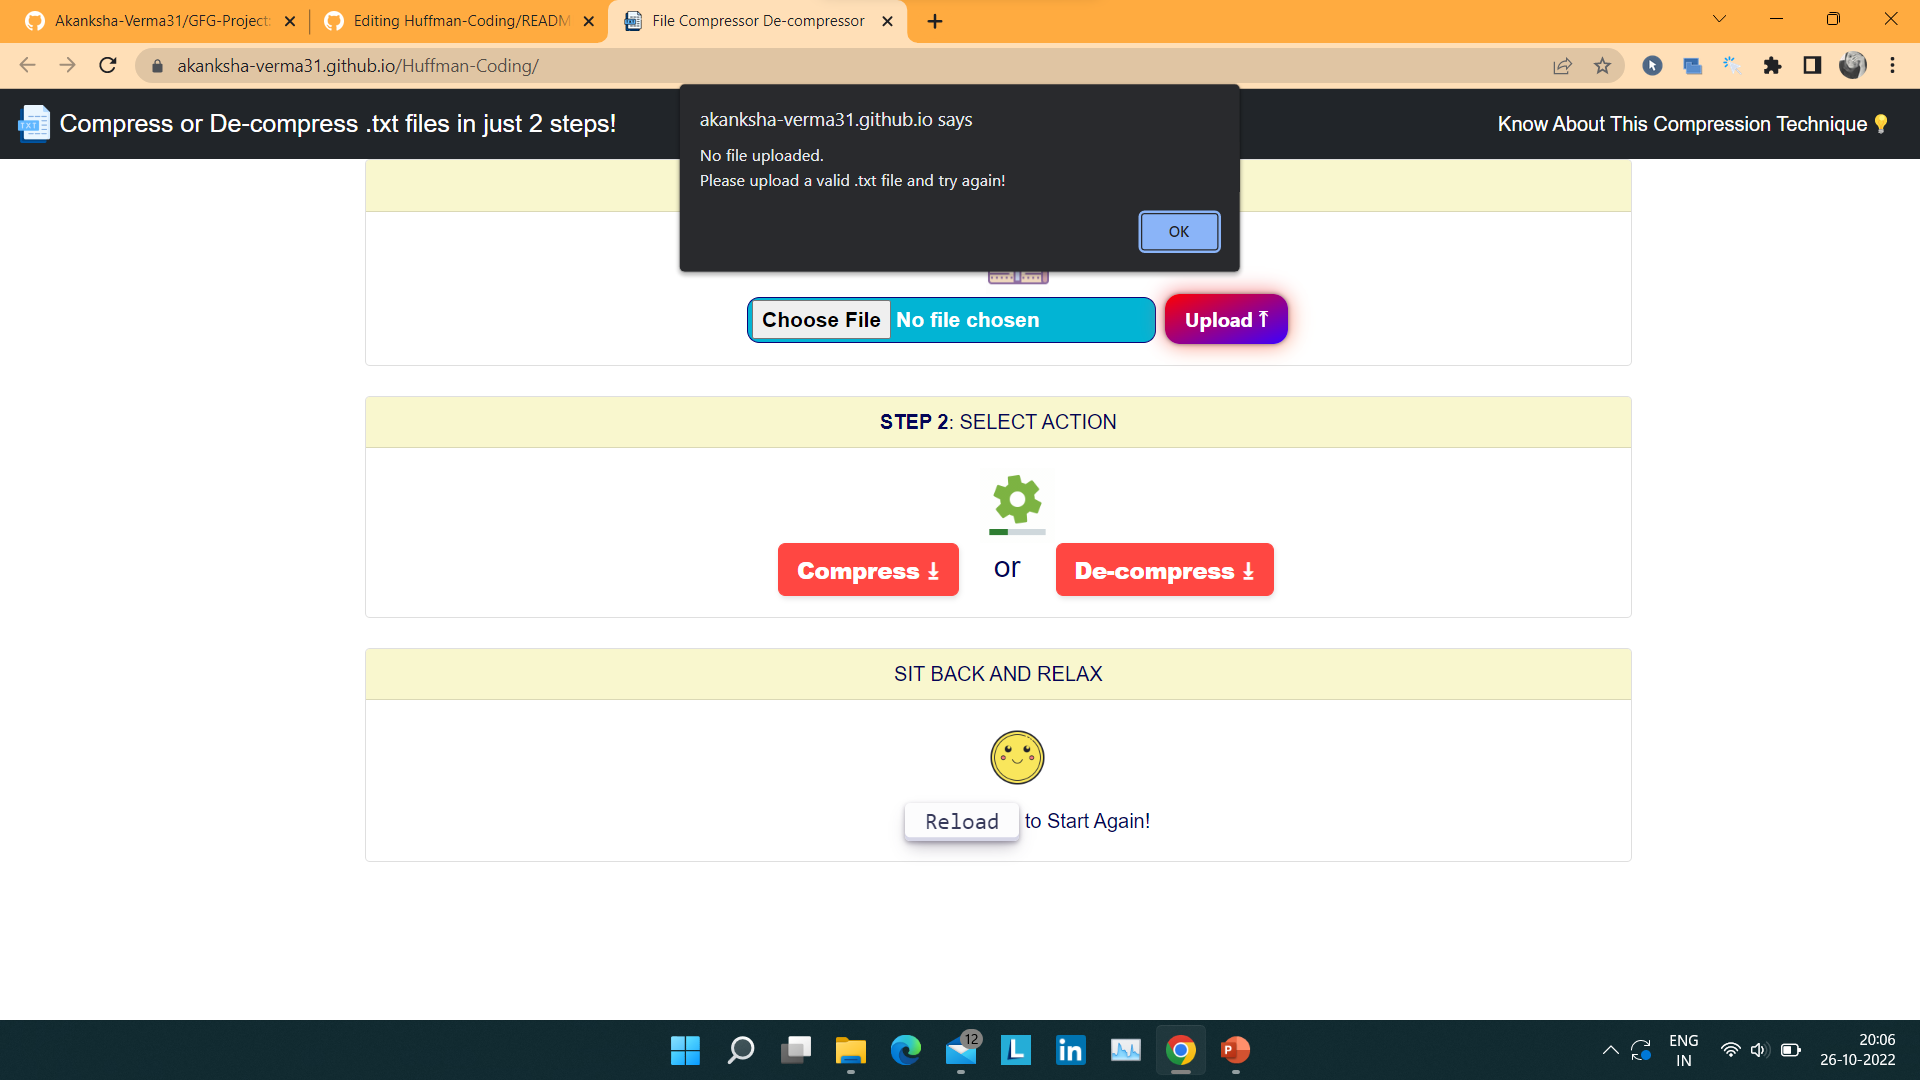 Akanksha-Verma31/GFG-Project
Editing Huffman-Coding/READM
File Compressor De-compressor
akanksha-verma31.github.io/Huffman-Coding/
TXT
Compress or De-compress .txt files in just 2 steps!
Know About This Compression Technique
akanksha-verma31.github.io says
No file uploaded.
Please upload a valid .txt file and try again!
OK
Choose File No file chosen
Upload ⤒
STEP 2: SELECT ACTION
Compress ⤓
or
De-compress ⤓
SIT BACK AND RELAX
Reload to Start Again!
12
L
in
P
ENG
IN
20:06
26-10-2022